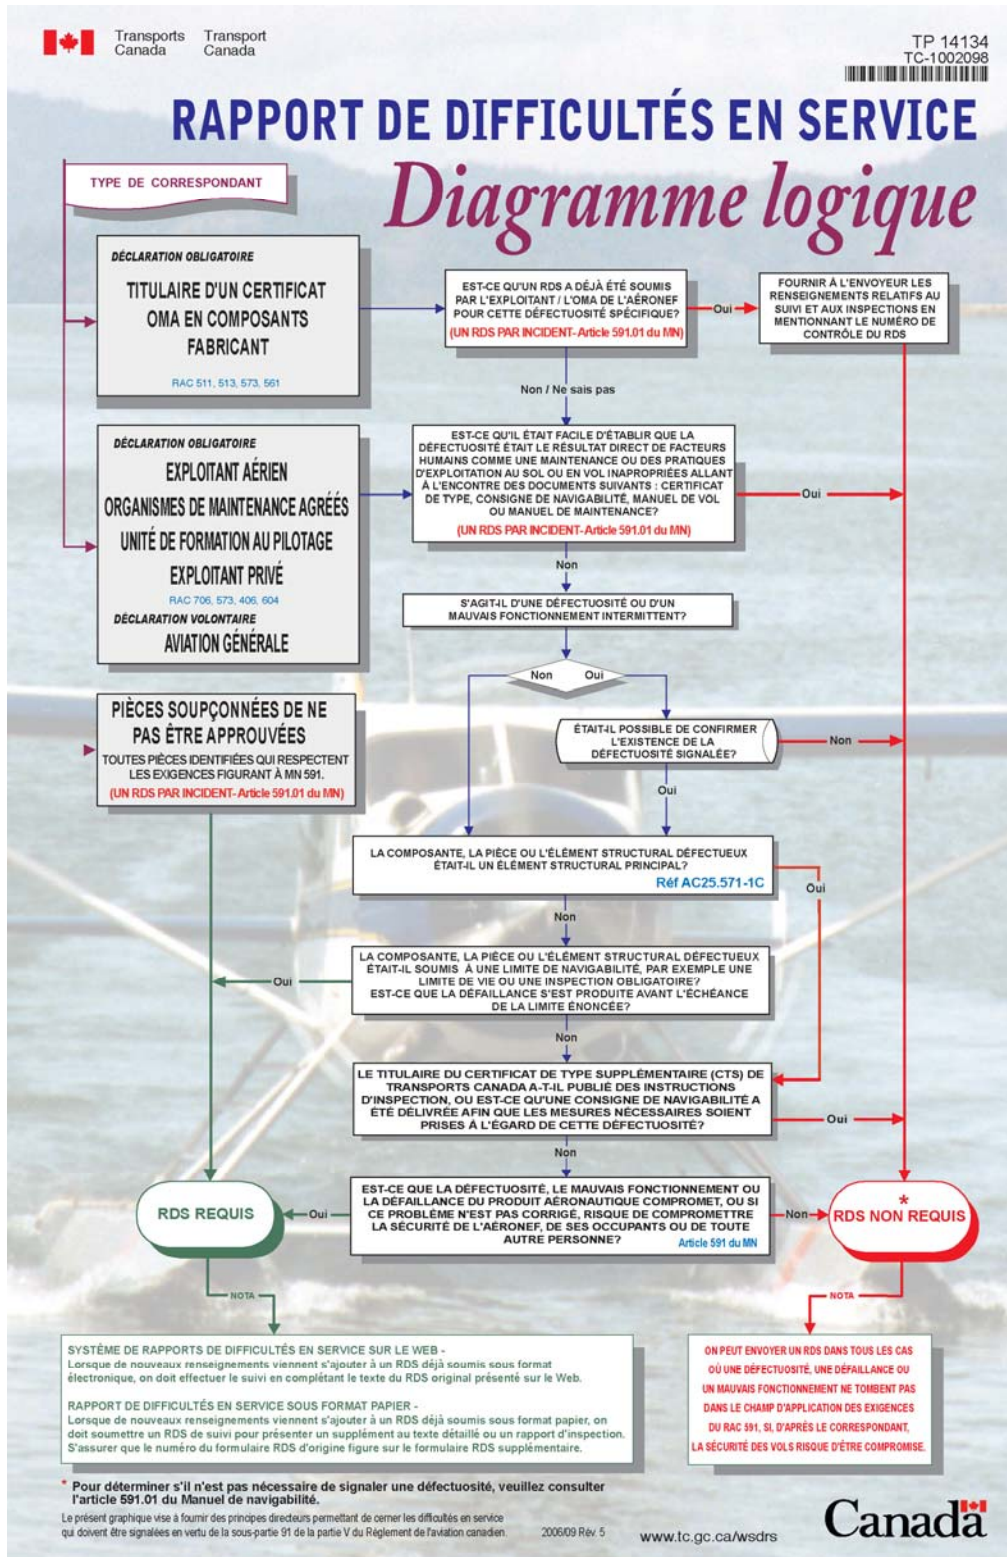 Transports Transport
Canada Canada
TP 14134
TC-1002098
RAPPORT DE DIFFICULTÉS EN SERVICE
Diagramme logique
TYPE DE CORRESPONDANT
DÉCLARATION OBLIGATOIRE
TITULAIRE D'UN CERTIFICAT
OMA EN COMPOSANTS
FABRICANT
RAC 511, 513, 573, 561
EST-CE QU'UN RDS A DÉJÀ ÉTÉ SOUMIS
PAR L'EXPLOITANT / L'OMA DE L'AÉRONEF
POUR CETTE DÉFECTUOSITÉ SPÉCIFIQUE?
(UN RDS PAR INCIDENT- Article 591.01 du MN)
Oui
FOURNIR À L'ENVOYEUR LES
RENSEIGNEMENTS RELATIFS AU
SUIVI ET AUX INSPECTIONS EN
MENTIONNANT LE NUMÉRO DE
CONTRÔLE DU RDS
Non / Ne sais pas
DÉCLARATION OBLIGATOIRE
EXPLOITANT AÉRIEN
ORGANISMES DE MAINTENANCE AGRÉÉS
UNITÉ DE FORMATION AU PILOTAGE
EXPLOITANT PRIVÉ
RAC 706, 573, 406, 604
DÉCLARATION VOLONTAIRE
AVIATION GÉNÉRALE
EST-CE QU'IL ÉTAIT FACILE D'ÉTABLIR QUE LA
DÉFECTUOSITÉ ÉTAIT LE RÉSULTAT DIRECT DE FACTEURS
HUMAINS COMME UNE MAINTENANCE OU DES PRATIQUES
D'EXPLOITATION AU SOL OU EN VOL INAPROPRIÉES ALLANT
À L'ENCONTRE DES DOCUMENTS SUIVANTS : CERTIFICAT
DE TYPE, CONSIGNE DE NAVIGABILITÉ, MANUEL DE VOL
OU MANUEL DE MAINTENANCE?
(UN RDS PAR INCIDENT- Article 591.01 du MN)
Oui
Non
S'AGIT-IL D'UNE DÉFECTUOSITÉ OU D'UN
MAUVAIS FONCTIONNEMENT INTERMITTENT?
Non Oui
PIÈCES SOUPÇONNÉES DE NE
PAS ÊTRE APPROUVÉES
TOUTES PIÈCES IDENTIFIÉES QUI RESPECTENT
LES EXIGENCES FIGURANT À MN 591.
(UN RDS PAR INCIDENT- Article 591.01 du MN)
ÉTAIT-IL POSSIBLE DE CONFIRMER
L'EXISTENCE DE LA
DÉFECTUOSITÉ SIGNALÉE?
Non
Oui
LA COMPOSANTE, LA PIÈCE OU L'ÉLÉMENT STRUCTURAL DÉFECTUEUX
ÉTAIT-IL UN ÉLÉMENT STRUCTURAL PRINCIPAL?
Réf AC25.571-1C
Oui
Non
LA COMPOSANTE, LA PIÈCE OU L'ÉLÉMENT STRUCTURAL DÉFECTUEUX
ÉTAIT-IL SOUMIS À UNE LIMITE DE NAVIGABILITÉ, PAR EXEMPLE UNE
LIMITE DE VIE OU UNE INSPECTION OBLIGATOIRE?
EST-CE QUE LA DÉFAILLANCE S'EST PRODUITE AVANT L'ÉCHÉANCE
DE LA LIMITE ÉNONCÉE?
Oui
Non
LE TITULAIRE DU CERTIFICAT DE TYPE SUPPLÉMENTAIRE (CTS) DE
TRANSPORTS CANADA A-T-IL PUBLIÉ DES INSTRUCTIONS
D'INSPECTION, OU EST-CE QU'UNE CONSIGNE DE NAVIGABILITÉ A
ÉTÉ DÉLIVRÉE AFIN QUE LES MESURES NÉCESSAIRES SOIENT
PRISES À L'ÉGARD DE CETTE DÉFECTUOSITÉ?
Oui
Non
RDS REQUIS
Oui
EST-CE QUE LA DÉFECTUOSITÉ, LE MAUVAIS FONCTIONNEMENT OU
LA DÉFAILLANCE DU PRODUIT AÉRONAUTIQUE COMPROMET, OU SI
CE PROBLÈME N'EST PAS CORRIGÉ, RISQUE DE COMPROMETTRE
LA SÉCURITÉ DE L'AÉRONEF, DE SES OCCUPANTS OU DE TOUTE
AUTRE PERSONNE?
Article 591 du MN
Non
*
RDS NON REQUIS
NOTA
NOTA
SYSTÈME DE RAPPORTS DE DIFFICULTÉS EN SERVICE SUR LE WEB -
Lorsque de nouveaux renseignements viennent s'ajouter à un RDS déjà soumis sous format
électronique, on doit effectuer le suivi en complétant le texte du RDS original présenté sur le Web.
RAPPORT DE DIFFICULTÉS EN SERVICE SOUS FORMAT PAPIER -
Lorsque de nouveaux renseignements viennent s'ajouter à un RDS déjà soumis sous format papier, on
doit soumettre un RDS de suivi pour présenter un supplément au texte détaillé ou un rapport d'inspection.
S'assurer que le numéro du formulaire RDS d'origine figure sur le formulaire RDS supplémentaire.
ON PEUT ENVOYER UN RDS DANS TOUS LES CAS
OÙ UNE DÉFECTUOSITÉ, UNE DÉFAILLANCE OU
UN MAUVAIS FONCTIONNEMENT NE TOMBENT PAS
DANS LE CHAMP D'APPLICATION DES EXIGENCES
DU RAC 591, SI, D'APRÈS LE CORRESPONDANT,
LA SÉCURITÉ DES VOLS RISQUE D'ÊTRE COMPROMISE.
* Pour déterminer s'il n'est pas nécessaire de signaler une défectuosité, veuillez consulter
l'article 591.01 du Manuel de navigabilité.
Le présent graphique vise à fournir des principes directeurs permettant de cerner les difficultés en service
qui doivent être signalées en vertu de la sous-partie 91 de la partie V du Règlement de l'aviation canadien.
2006/09 Rév. 5
www.tc.gc.ca/wsdrs
Canada